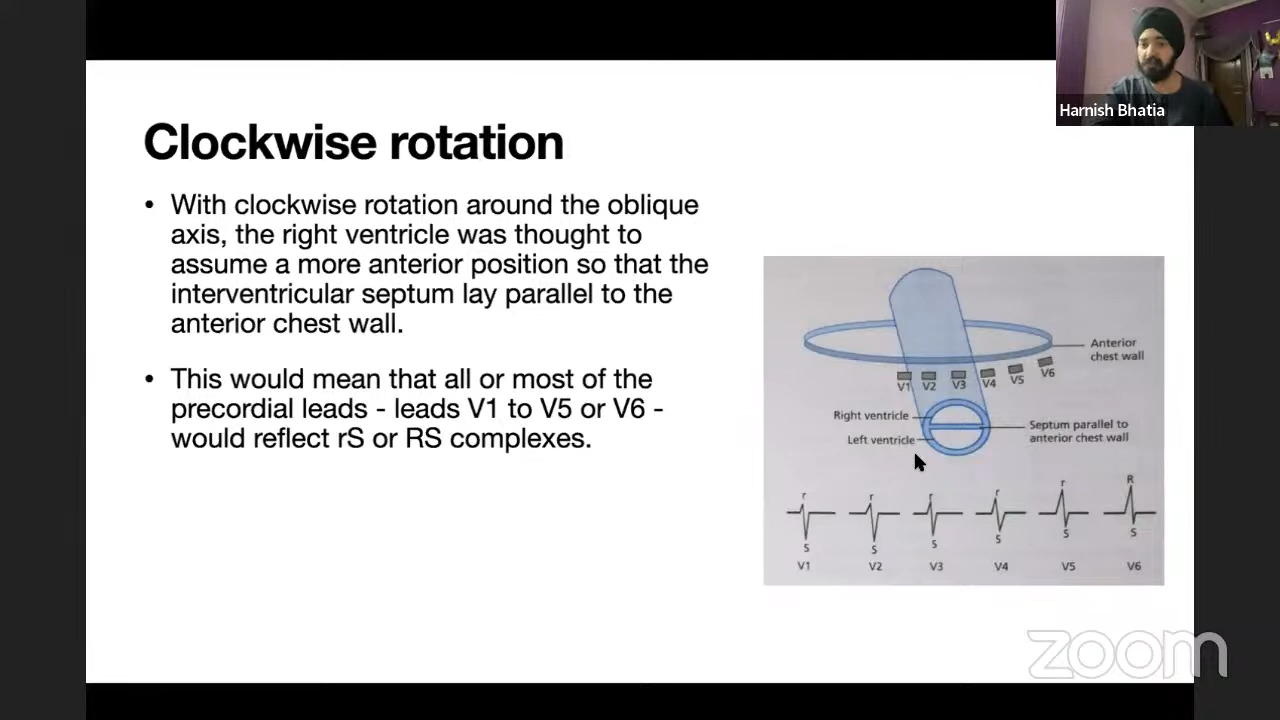 Harnish Bhatia
Clockwise rotation
• With clockwise rotation around the oblique
axis, the right ventricle was thought to
assume a more anterior position so that the
interventricular septum lay parallel to the
anterior chest wall.
• This would mean that all or most of the
precordial leads - leads V1 to V5 or V6 -
would reflect rS or RS complexes.
Anterior
chest wall
V1 V2 V3 V4 V5 V6
Right ventricle
Left ventricle
Septum parallel to
anterior chest wall
r r r r r R
S S S S S S
V1 V2 V3 V4 V5 V6
zoom